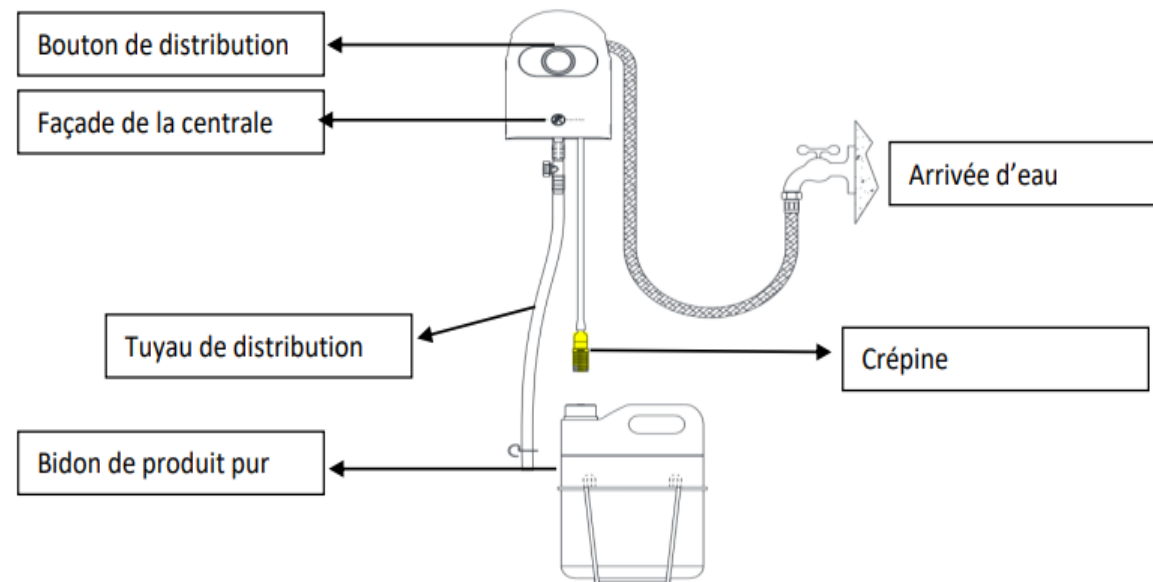 Bouton de distribution
Façade de la centrale
Arrivée d’eau
Tuyau de distribution
Crépine
Bidon de produit pur